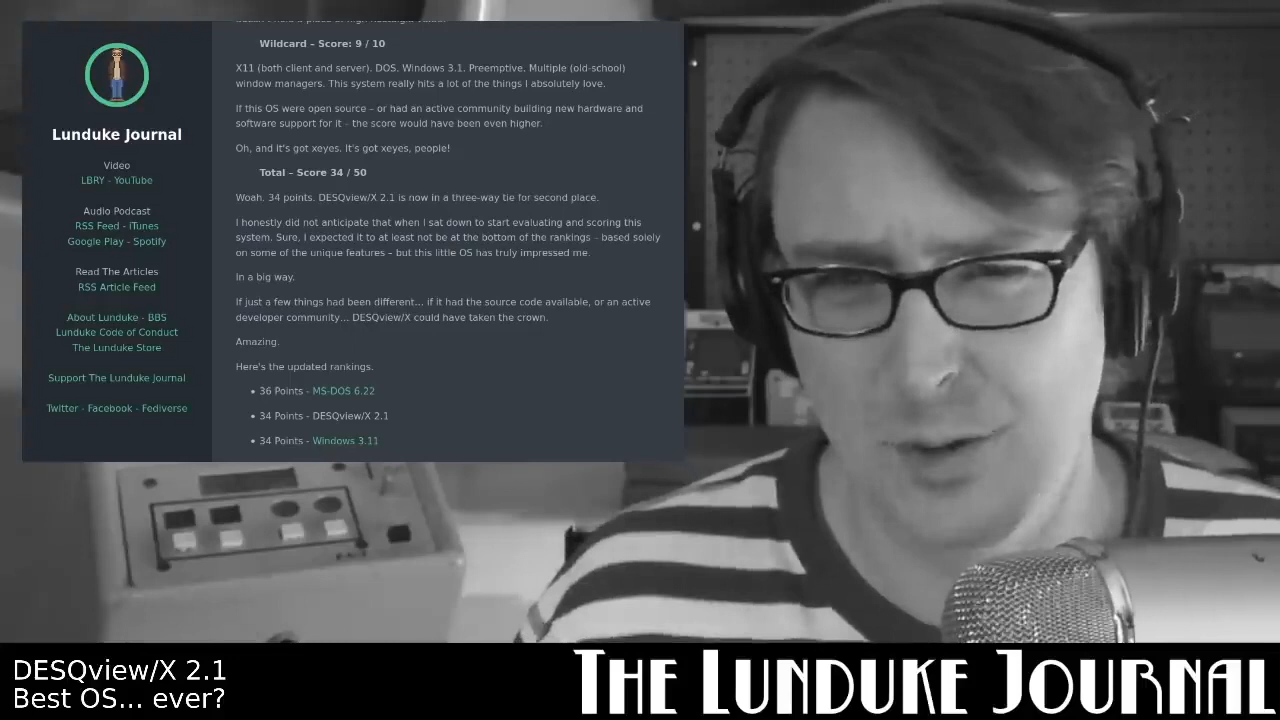 Wildcard – Score: 9 / 10
X11 (both client and server). DOS. Windows 3.1. Preemptive. Multiple (old-school)
window managers. This system really hits a lot of the things I absolutely love.
If this OS were open source – or had an active community building new hardware and
software support for it – the score would have been even higher.
Oh, and it's got xeyes. It's got xeyes, people!
Total – Score 34 / 50
Woah. 34 points. DESQview/X 2.1 is now in a three-way tie for second place.
I honestly did not anticipate that when I sat down to start evaluating and scoring this
system. Sure, I expected it to at least not be at the bottom of the rankings – based solely
on some of the unique features – but this little OS has truly impressed me.
In a big way.
If just a few things had been different... if it had the source code available, or an active
developer community... DESQview/X could have taken the crown.
Amazing.
Here's the updated rankings.
• 36 Points - MS-DOS 6.22
• 34 Points - DESQview/X 2.1
• 34 Points - Windows 3.11
Lunduke Journal
Video
LBRY - YouTube
Audio Podcast
RSS Feed - iTunes
Google Play - Spotify
Read The Articles
RSS Article Feed
About Lunduke - BBS
Lunduke Code of Conduct
The Lunduke Store
Support The Lunduke Journal
Twitter - Facebook - Fediverse
DESQview/X 2.1
Best OS... ever?
THE LUNDUKE JOURNAL